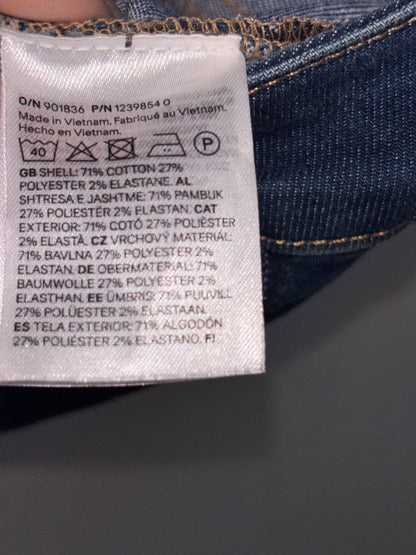 O/N 901836 P/N 1239854 0
Made in Vietnam. Fabriqué au Vietnam.
Hecho en Vietnam.
40 P
GB SHELL: 71% COTTON 27%
POLYESTER 2% ELASTANE. AL
SHTRESA E JASHTME: 71% PAMBUK
27% POLIESTËR 2% ELASTAN. CAT
EXTERIOR: 71% COTÓ 27% POLIÈSTER
2% ELASTÀ. CZ VRCHOVÝ MATERIÁL:
71% BAVLNA 27% POLYESTER 2%
ELASTAN. DE OBERMATERIAL: 71%
BAUMWOLLE 27% POLYESTER 2%
ELASTHAN. EE ÜMBRIS: 71% PUUVILL
27% POLÜESTER 2% ELASTAAN.
ES TELA EXTERIOR: 71% ALGODÓN
27% POLIÉSTER 2% ELASTANO. FI